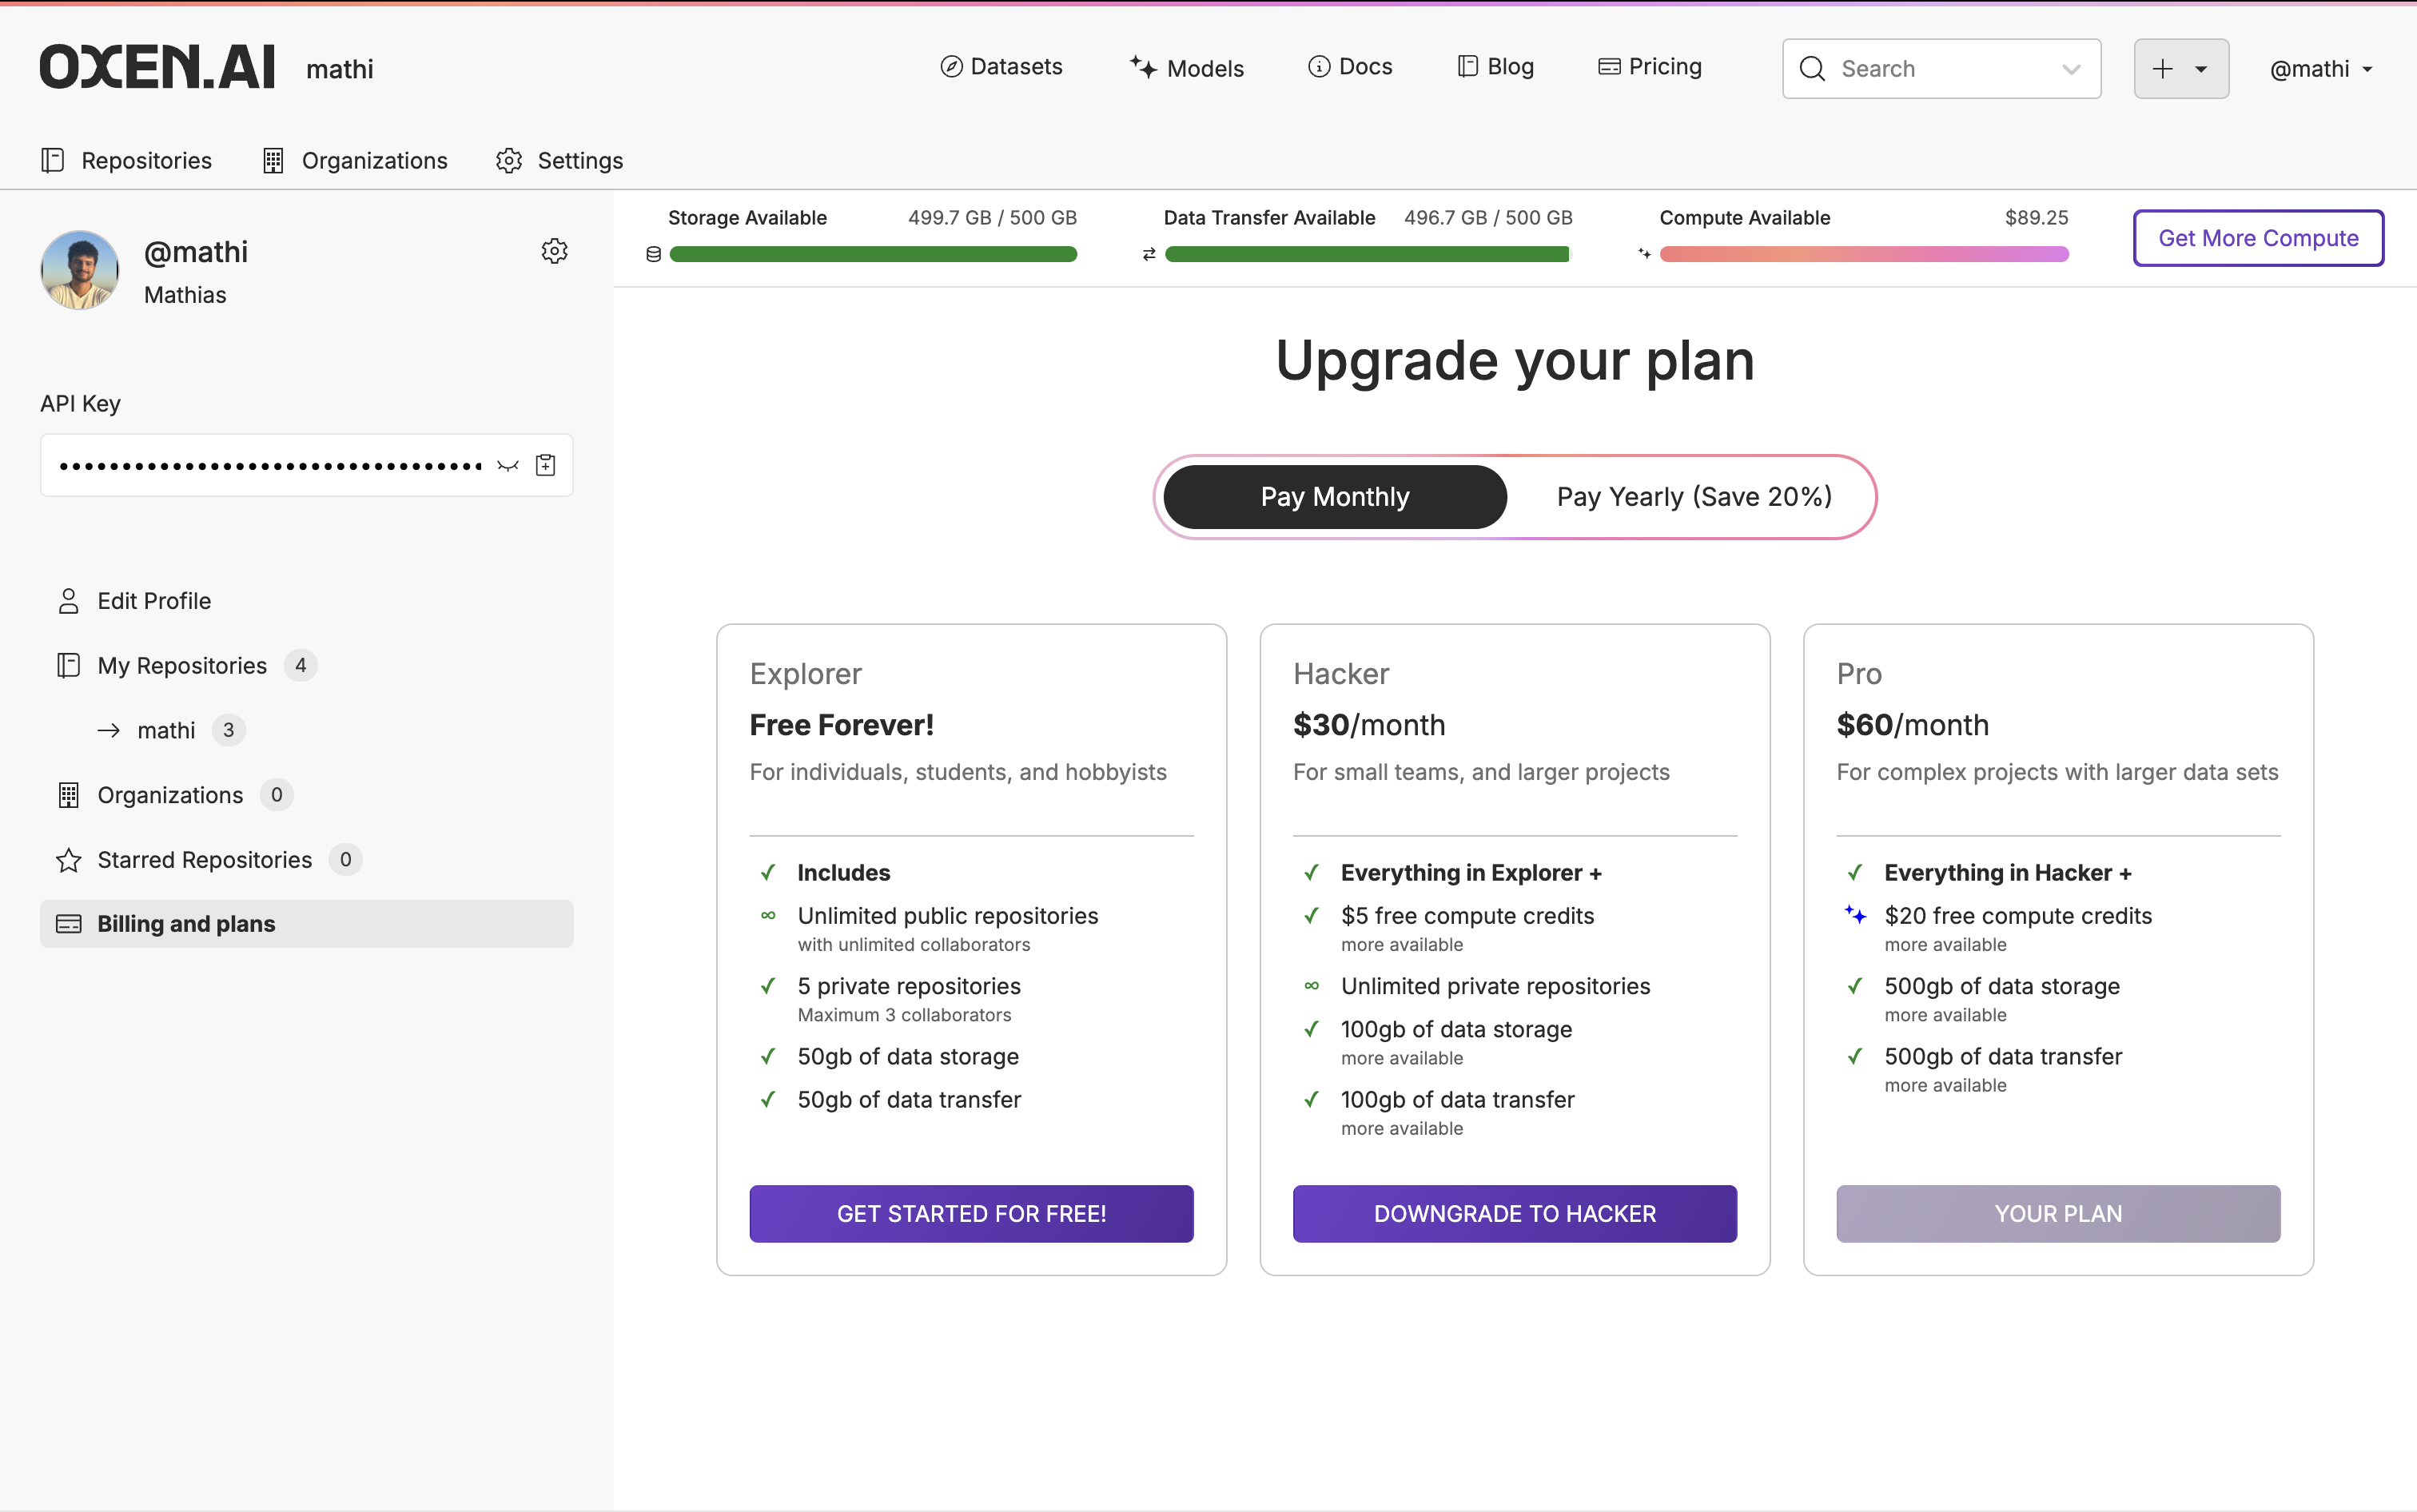 OXEN.AI mathi
Datasets
Models
Docs
Blog
Pricing
Search
@mathi
Repositories
Organizations
Settings
@mathi
Mathias
API Key
Edit Profile
My Repositories 4
mathi 3
Organizations 0
Starred Repositories 0
Billing and plans
Storage Available 499.7 GB / 500 GB
Data Transfer Available 496.7 GB / 500 GB
Compute Available $89.25
Get More Compute
Upgrade your plan
Pay Monthly
Pay Yearly (Save 20%)
Explorer
Free Forever!
For individuals, students, and hobbyists
Includes
Unlimited public repositories
with unlimited collaborators
5 private repositories
Maximum 3 collaborators
50gb of data storage
50gb of data transfer
GET STARTED FOR FREE!
Hacker
$30/month
For small teams, and larger projects
Everything in Explorer +
$5 free compute credits
more available
Unlimited private repositories
100gb of data storage
more available
100gb of data transfer
more available
DOWNGRADE TO HACKER
Pro
$60/month
For complex projects with larger data sets
Everything in Hacker +
$20 free compute credits
more available
500gb of data storage
more available
500gb of data transfer
more available
YOUR PLAN